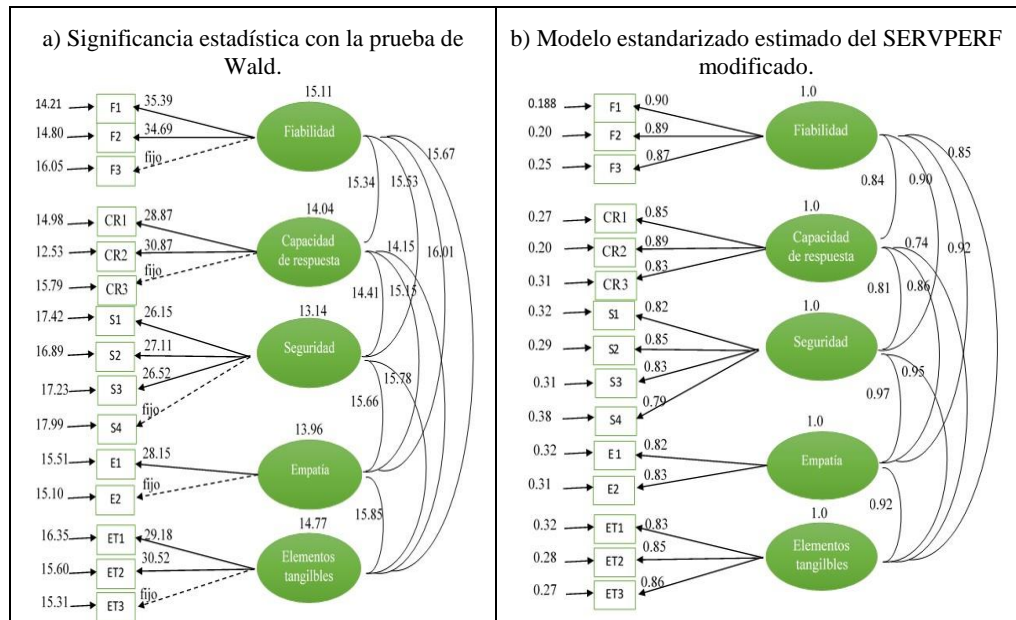 a) Significancia estadística con la prueba de
Wald.
14.21 F1 35.39 15.11
14.80 F2 34.69 Fiabilidad
16.05 F3 fijo
15.67
15.34 15.53
14.98 CR1 28.87 14.04
12.53 CR2 30.87 Capacidad
de respuesta
15.79 CR3 fijo
14.15 16.01
14.41 15.15
17.42 S1 26.15 13.14
16.89 S2 27.11 Seguridad
17.23 S3 26.52
17.99 S4 fijo
15.78
15.66
15.51 E1 28.15 13.96
15.10 E2 fijo Empatía
15.85
16.35 ET1 29.18 14.77
15.60 ET2 30.52 Elementos
tangilbles
15.31 ET3 fijo
b) Modelo estandarizado estimado del SERVPERF
modificado.
0.188 F1 0.90 1.0
0.20 F2 0.89 Fiabilidad
0.25 F3 0.87
0.85
0.84 0.90
0.27 CR1 0.85 1.0
0.20 CR2 0.89 Capacidad
de respuesta
0.31 CR3 0.83
0.74 0.92
0.81 0.86
0.32 S1 0.82 1.0
0.29 S2 0.85 Seguridad
0.31 S3 0.83
0.38 S4 0.79
0.95
0.97
0.32 E1 0.82 1.0
0.31 E2 0.83 Empatía
0.92
0.32 ET1 0.83 1.0
0.28 ET2 0.85 Elementos
tangibles
0.27 ET3 0.86